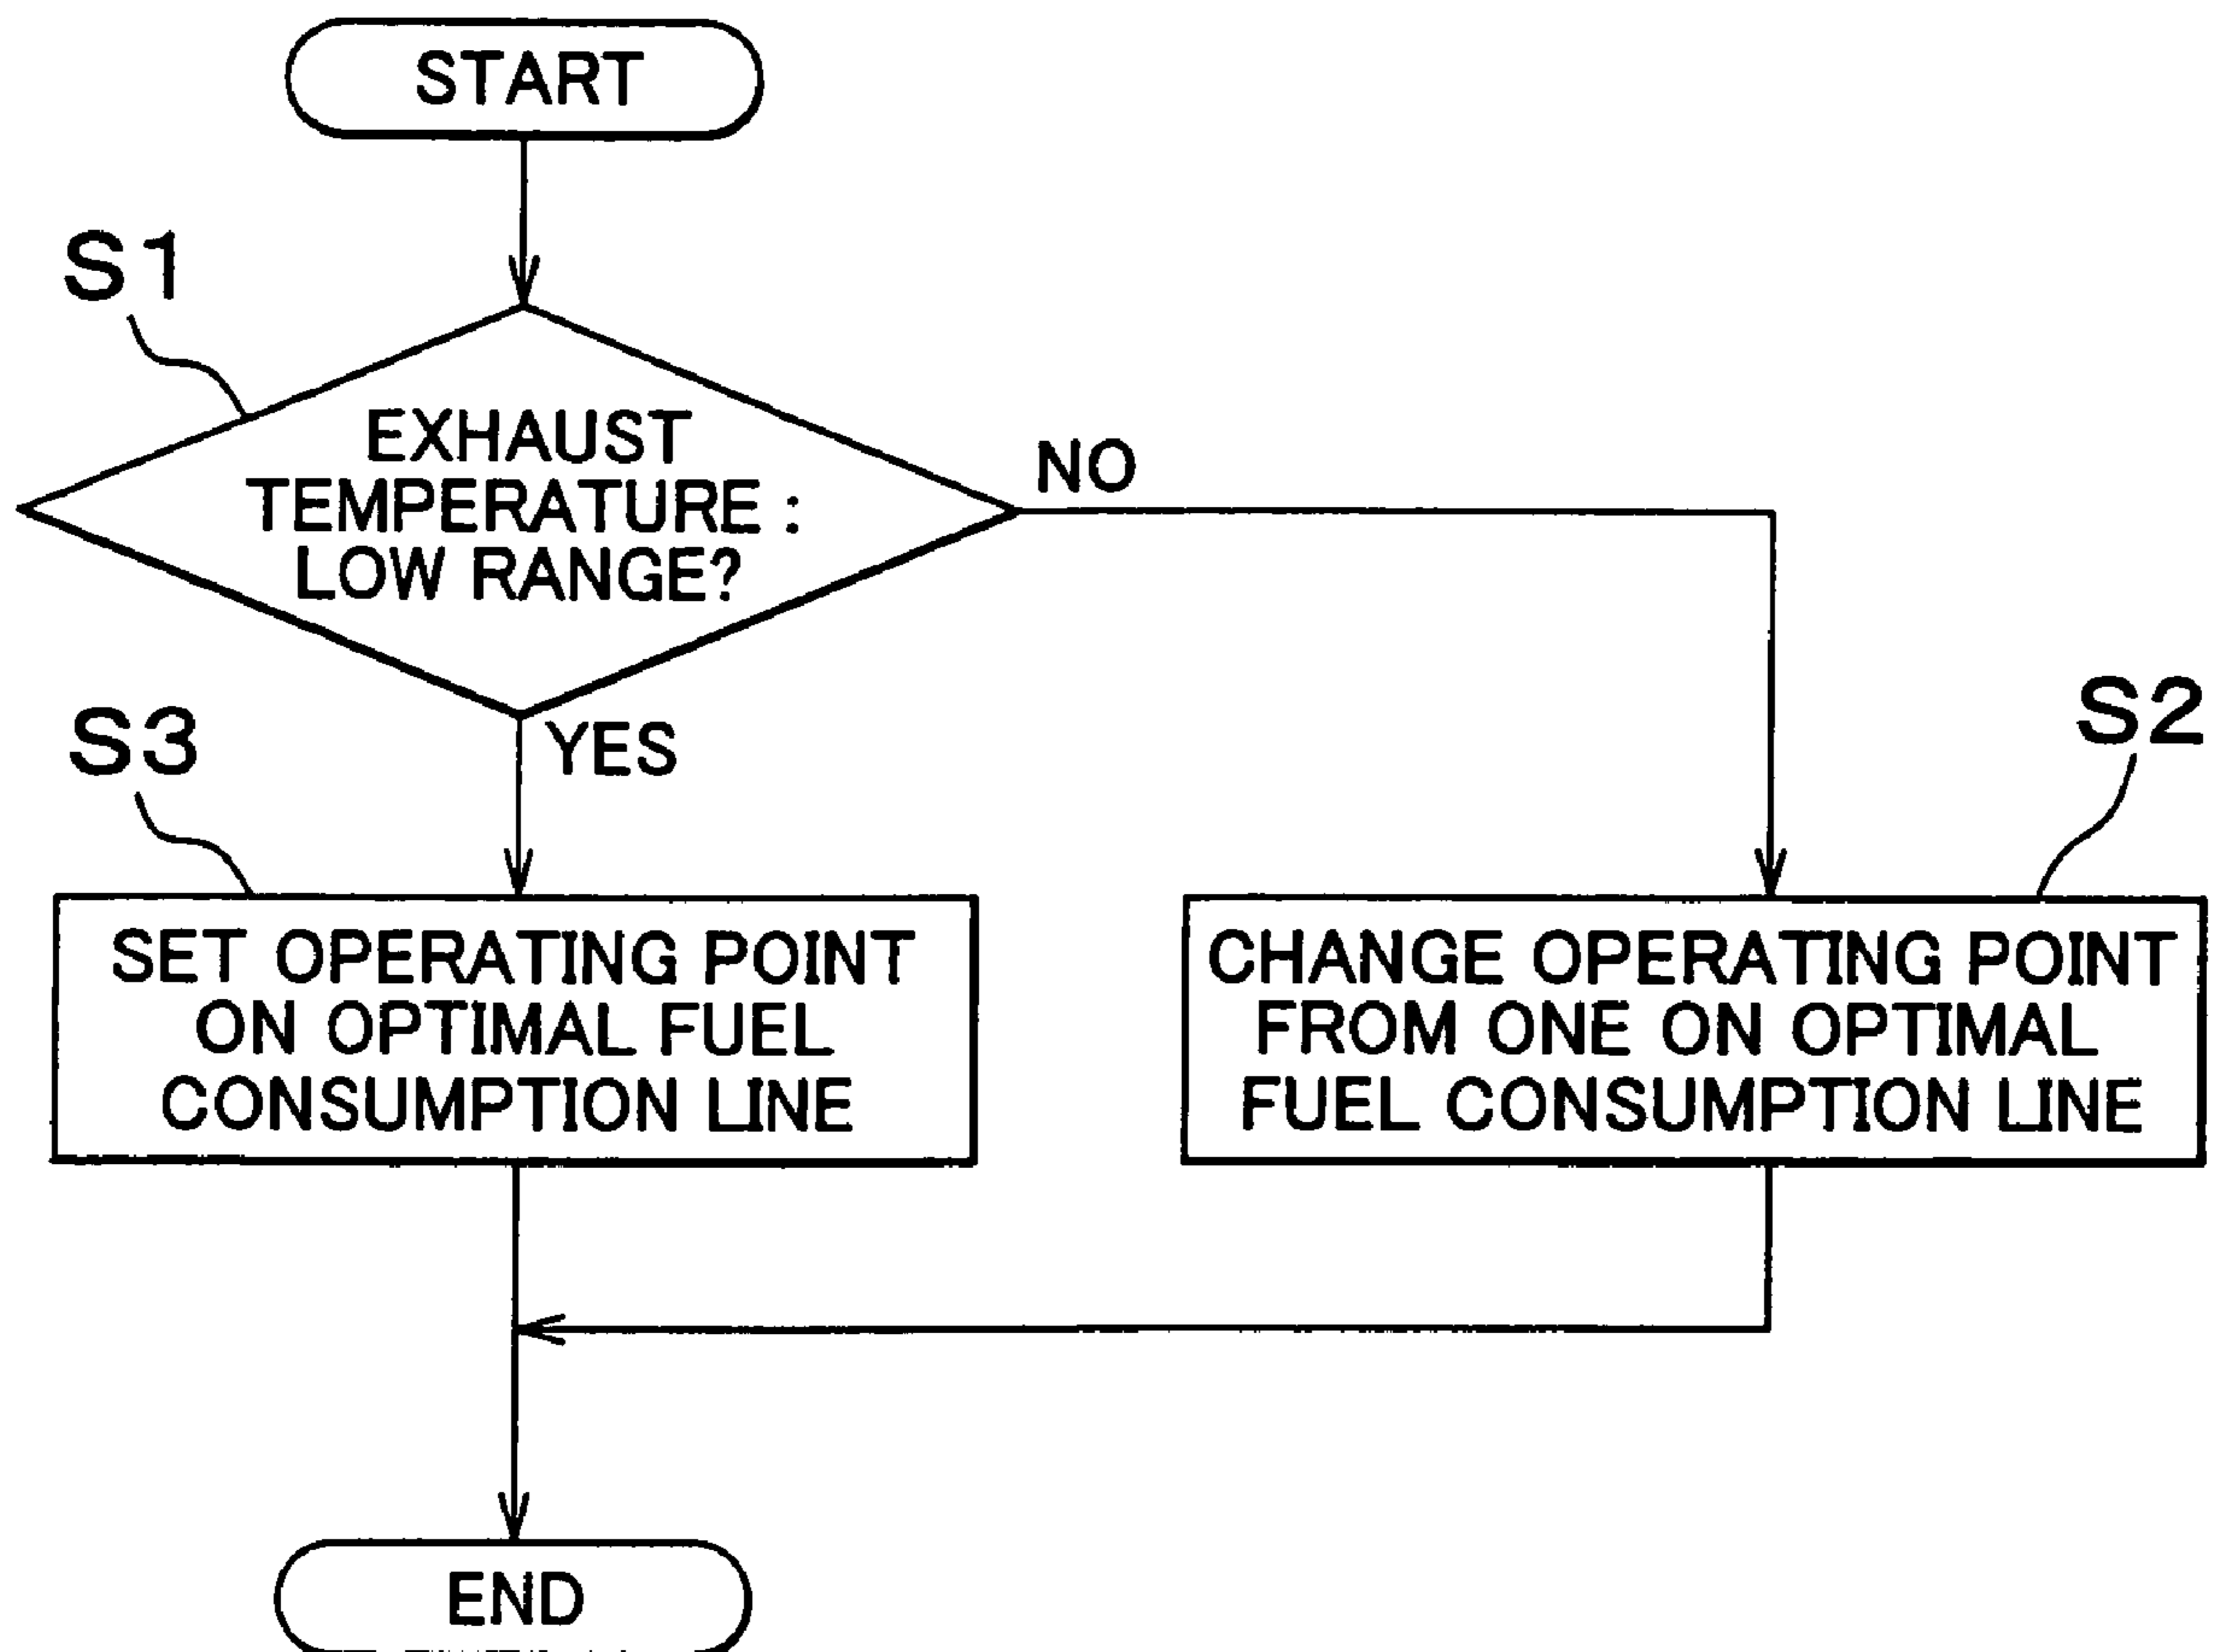 START
S1
EXHAUST
TEMPERATURE :
LOW RANGE?
NO
YES
S3
S2
SET OPERATING POINT
ON OPTIMAL FUEL
CONSUMPTION LINE
CHANGE OPERATING POINT
FROM ONE ON OPTIMAL
FUEL CONSUMPTION LINE
END